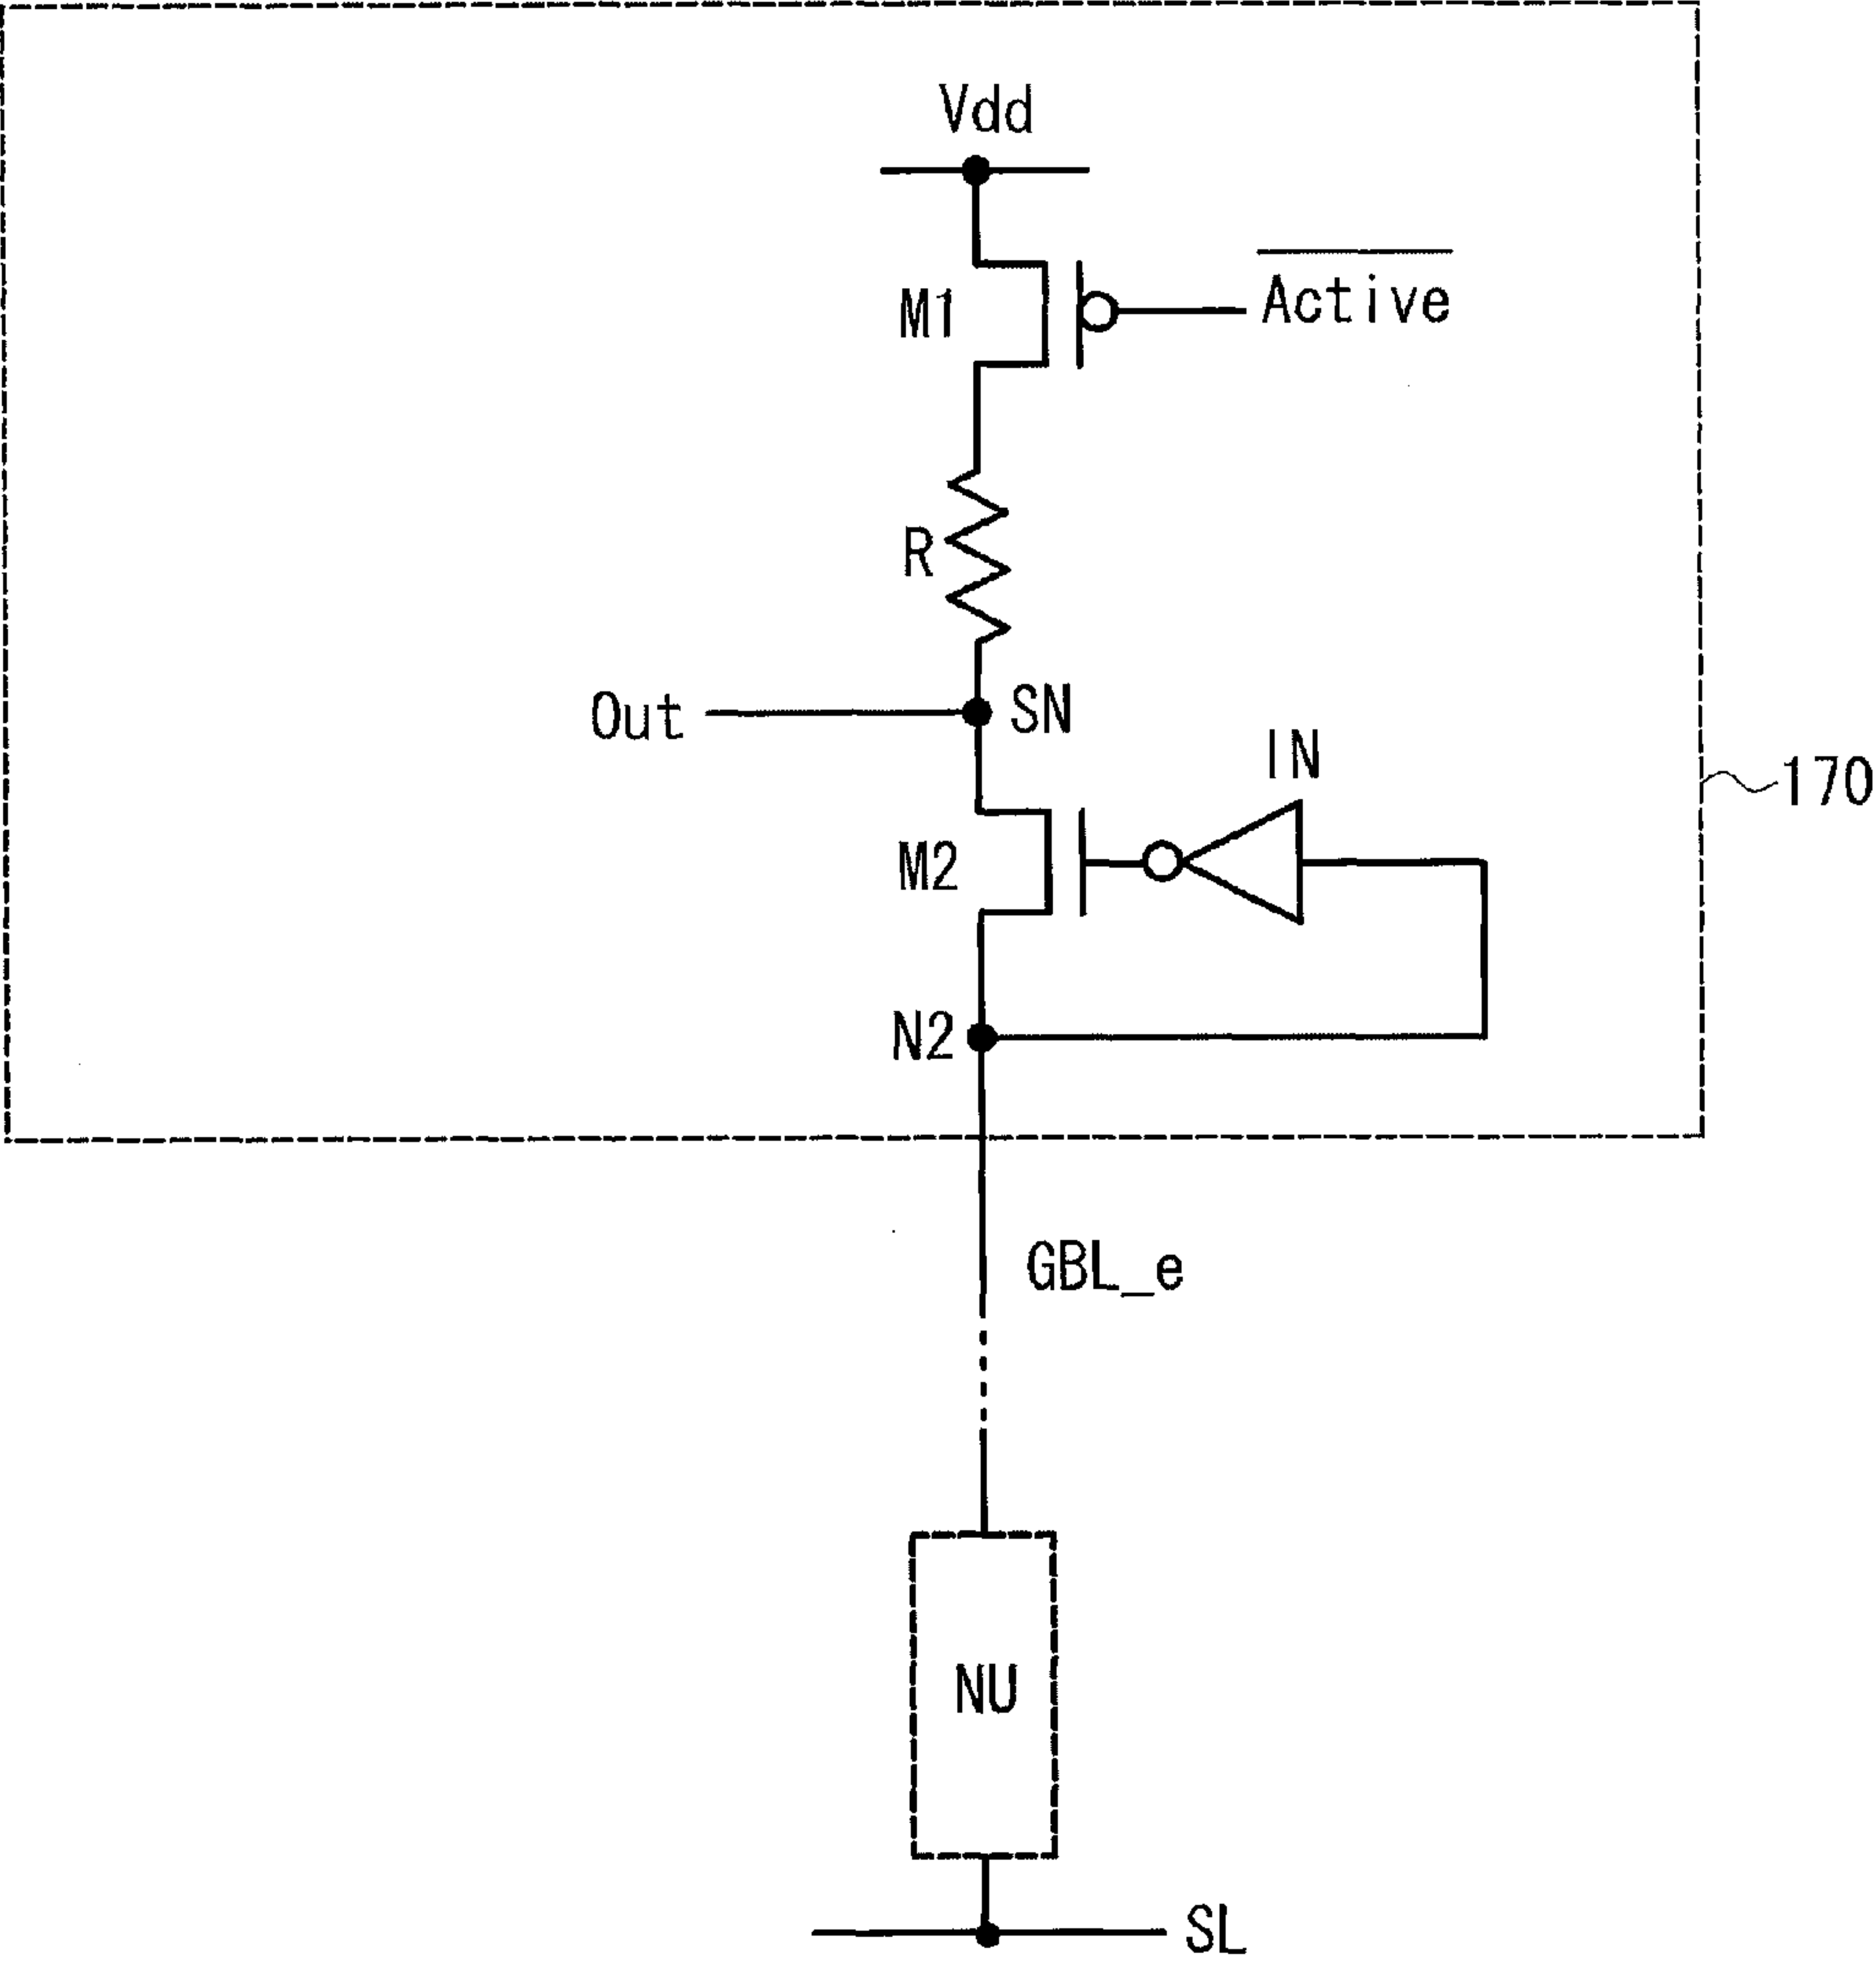 Vdd
M1
Active
R
Out
SN
IN
170
M2
N2
GBL_e
NU
SL